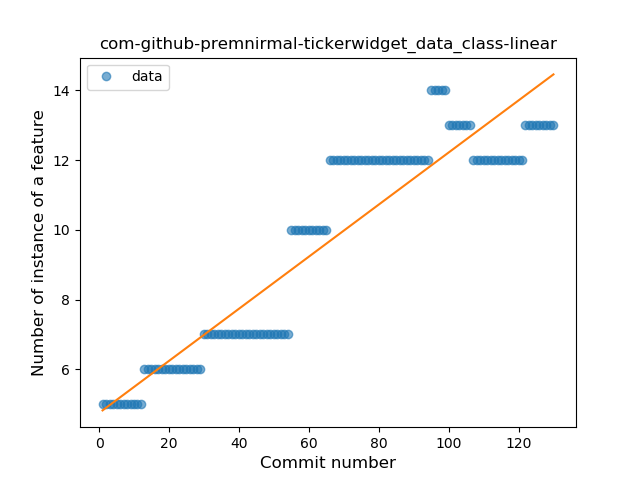 com-github-premnirmal-tickerwidget_data_class-linear
data
Number of instance of a feature
14
12
10
8
6
0 20 40 60 80 100 120
Commit number